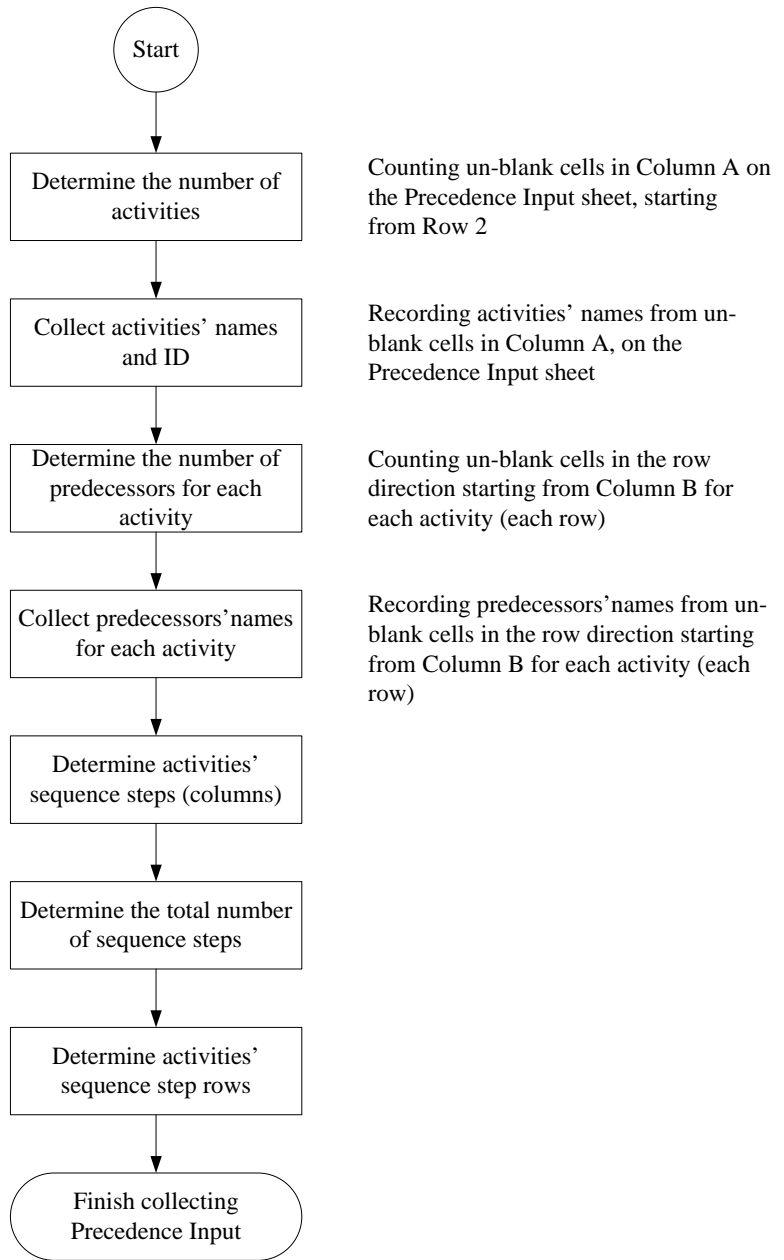 Start
Determine the number of
activities
Counting un-blank cells in Column A on
the Precedence Input sheet, starting
from Row 2
Collect activities’ names
and ID
Recording activities’ names from un-
blank cells in Column A, on the
Precedence Input sheet
Determine the number of
predecessors for each
activity
Counting un-blank cells in the row
direction starting from Column B for
each activity (each row)
Collect predecessors’names
for each activity
Recording predecessors’names from un-
blank cells in the row direction starting
from Column B for each activity (each
row)
Determine activities’
sequence steps (columns)
Determine the total number
of sequence steps
Determine activities’
sequence step rows
Finish collecting
Precedence Input